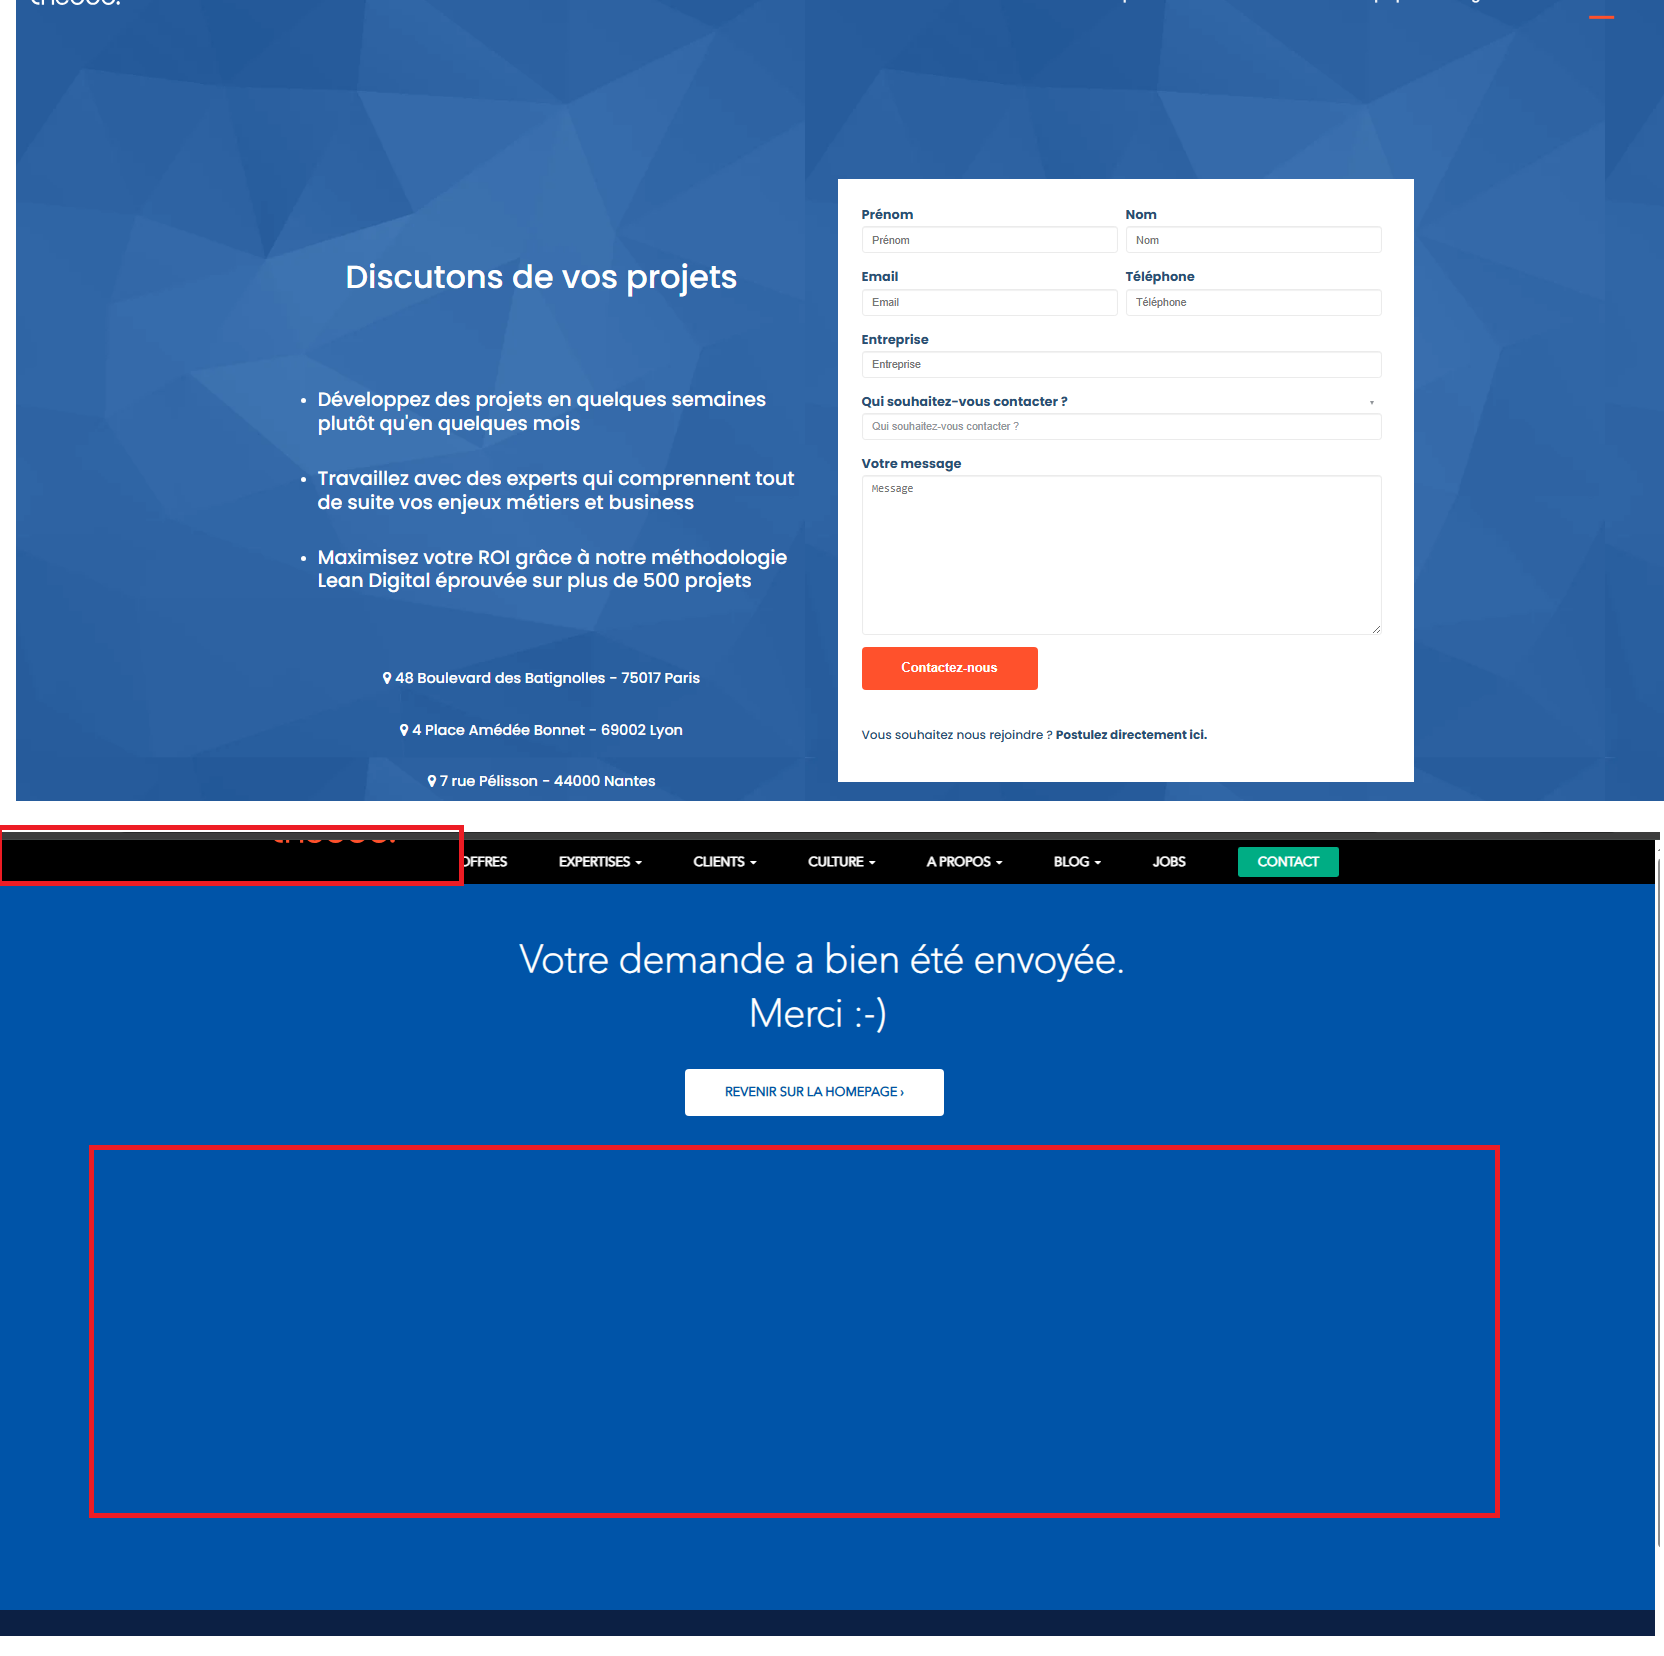 Discutons de vos projets
Développez des projets en quelques semaines
plutôt qu'en quelques mois
Travaillez avec des experts qui comprennent tout
de suite vos enjeux métiers et business
Maximisez votre ROI grâce à notre méthodologie
Lean Digital éprouvée sur plus de 500 projets
48 Boulevard des Batignolles - 75017 Paris
4 Place Amédée Bonnet - 69002 Lyon
7 rue Pélisson - 44000 Nantes
Prénom Nom
Prénom Nom
Email Téléphone
Email Téléphone
Entreprise
Entreprise
Qui souhaitez-vous contacter ?
Qui souhaitez-vous contacter ?
Votre message
Message
Contactez-nous
Vous souhaitez nous rejoindre ? Postulez directement ici.
OFFRES EXPERTISES CLIENTS CULTURE A PROPOS BLOG JOBS CONTACT
Votre demande a bien été envoyée.
Merci :-)
REVENIR SUR LA HOMEPAGE ›